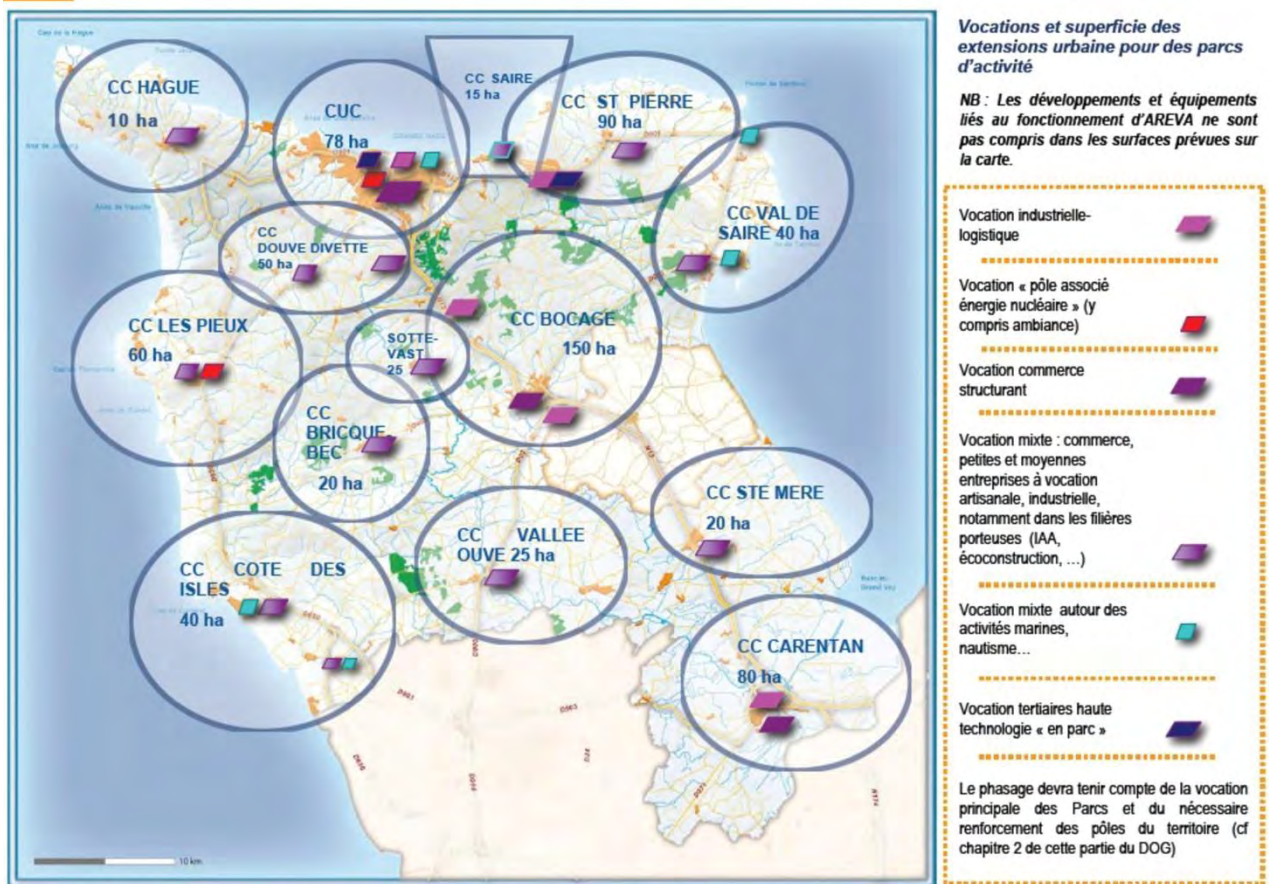 CC HAGUE
10 ha
CUC
78 ha
CC SAIRE
15 ha
CC ST PIERRE
90 ha
CC VAL DE
SAIRE 40 ha
CC
DOUVE DIVETTE
50 ha
CC LES PIEUX
60 ha
SOTTE-
VAST
25
CC BOCAGE
150 ha
CC
BRICQUE
BEC
20 ha
CC STE MERE
20 ha
CC VALLEE
OUVE 25 ha
CC COTE DES
ISLES
40 ha
CC CARENTAN
80 ha
10 km
Vocations et superficie des
extensions urbaine pour des parcs
d'activité
NB : Les développements et équipements
liés au fonctionnement d'AREVA ne sont
pas compris dans les surfaces prévues sur
la carte.
Vocation industrielle-
logistique
Vocation « pôle associé
énergie nucléaire » (y
compris ambiance)
Vocation commerce
structurant
Vocation mixte : commerce,
petites et moyennes
entreprises à vocation
artisanale, industrielle,
notamment dans les filières
porteuses (IAA,
écoconstruction, ...)
Vocation mixte autour des
activités marines,
nautisme...
Vocation tertiaires haute
technologie « en parc »
Le phasage devra tenir compte de la vocation
principale des Parcs et du nécessaire
renforcement des pôles du territoire (cf
chapitre 2 de cette partie du DOG)